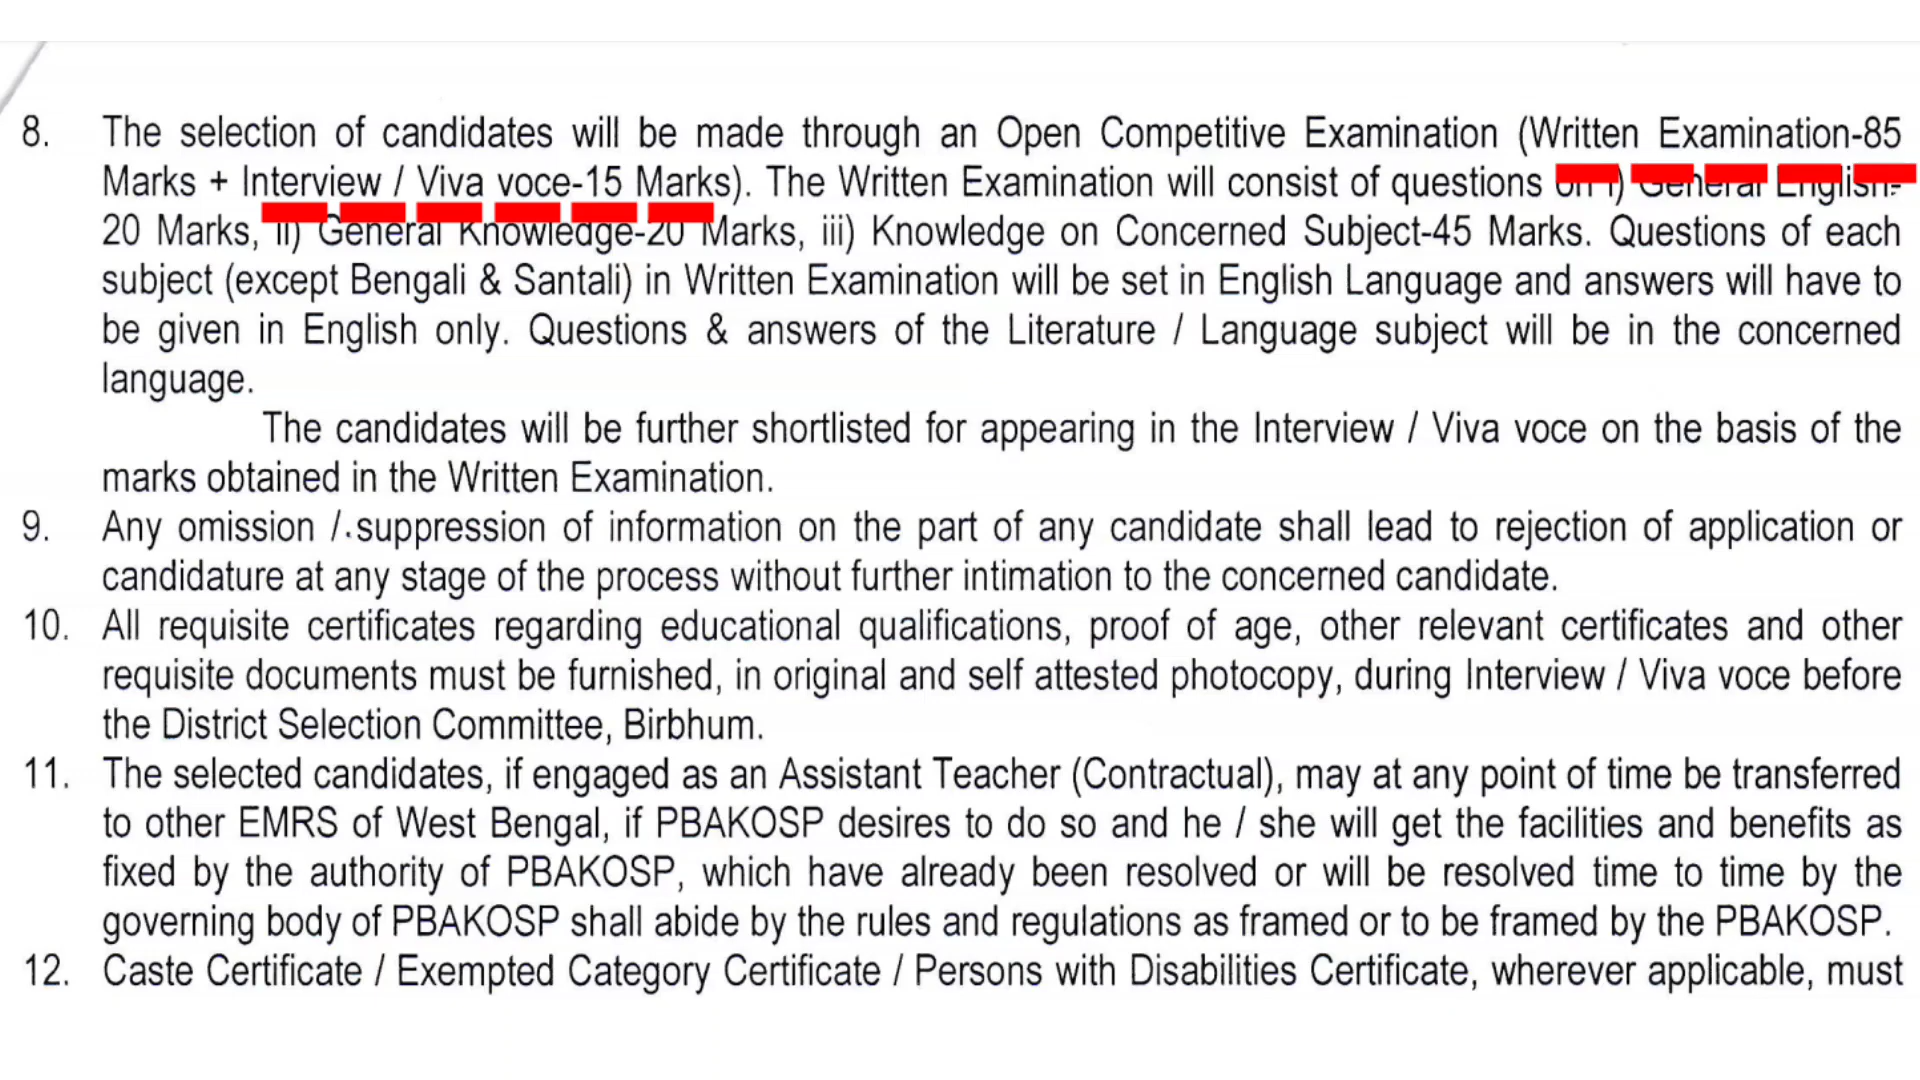 8. The selection of candidates will be made through an Open Competitive Examination (Written Examination-85
Marks + Interview / Viva voce-15 Marks). The Written Examination will consist of questions on i) General English-
20 Marks, ii) General Knowledge-20 Marks, iii) Knowledge on Concerned Subject-45 Marks. Questions of each
subject (except Bengali & Santali) in Written Examination will be set in English Language and answers will have to
be given in English only. Questions & answers of the Literature / Language subject will be in the concerned
language.
The candidates will be further shortlisted for appearing in the Interview / Viva voce on the basis of the
marks obtained in the Written Examination.
9. Any omission / suppression of information on the part of any candidate shall lead to rejection of application or
candidature at any stage of the process without further intimation to the concerned candidate.
10. All requisite certificates regarding educational qualifications, proof of age, other relevant certificates and other
requisite documents must be furnished, in original and self attested photocopy, during Interview / Viva voce before
the District Selection Committee, Birbhum.
11. The selected candidates, if engaged as an Assistant Teacher (Contractual), may at any point of time be transferred
to other EMRS of West Bengal, if PBAKOSP desires to do so and he / she will get the facilities and benefits as
fixed by the authority of PBAKOSP, which have already been resolved or will be resolved time to time by the
governing body of PBAKOSP shall abide by the rules and regulations as framed or to be framed by the PBAKOSP.
12. Caste Certificate / Exempted Category Certificate / Persons with Disabilities Certificate, wherever applicable, must